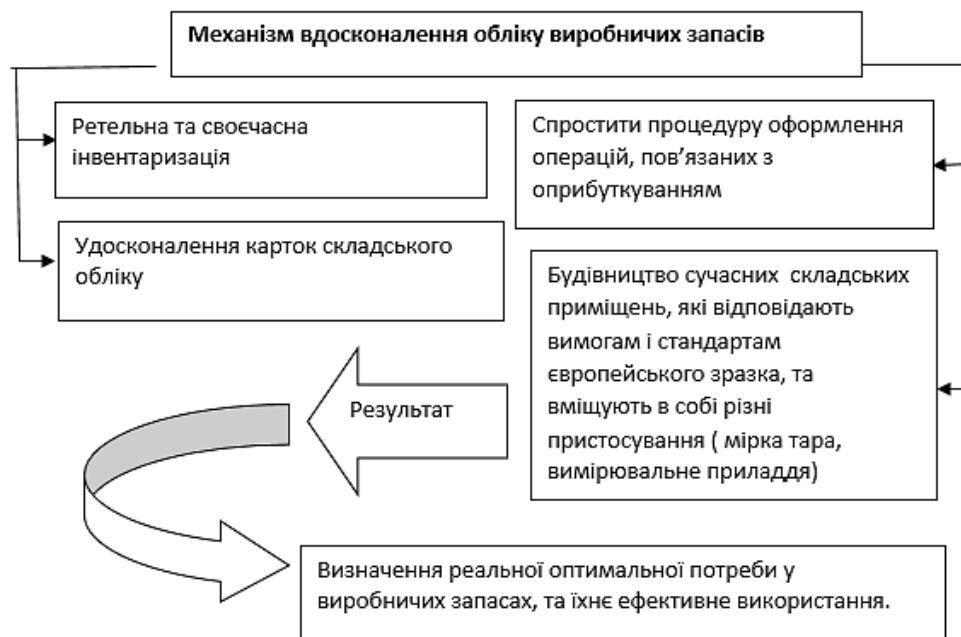 Механізм вдосконалення обліку виробничих запасів
Ретельна та своєчасна
інвентаризація
Спростити процедуру оформлення
операцій, пов’язаних з
оприбуткуванням
Удосконалення карток складського
обліку
Будівництво сучасних складських
приміщень, які відповідають
вимогам і стандартам
європейського зразка, та
вміщують в собі різні
пристосування ( мірка тара,
вимірювальне приладдя)
Результат
Визначення реальної оптимальної потреби у
виробничих запасах, та їхнє ефективне використання.